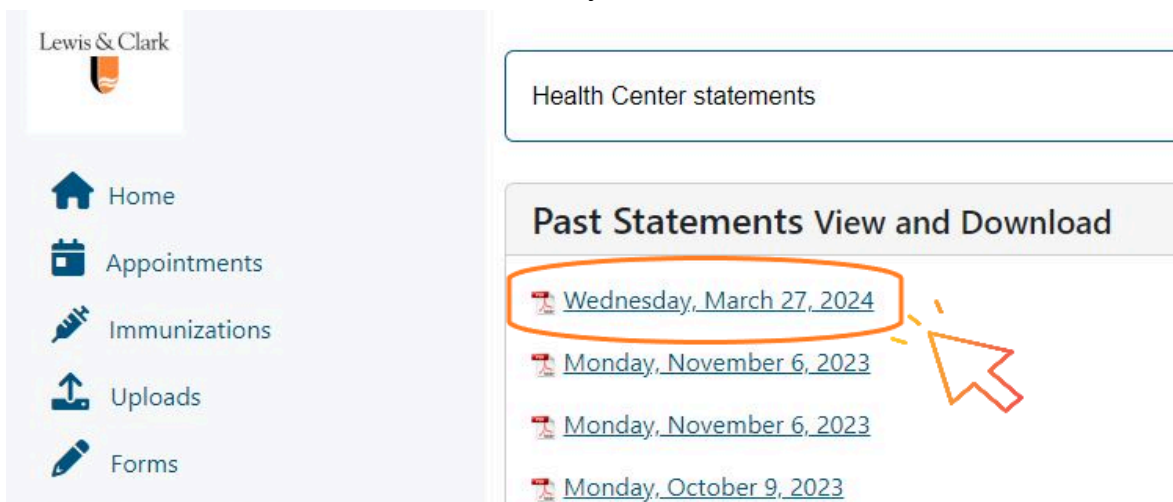 Lewis & Clark
Home
Appointments
Immunizations
Uploads
Forms
Health Center statements
Past Statements View and Download
Wednesday, March 27, 2024
Monday, November 6, 2023
Monday, November 6, 2023
Monday, October 9, 2023